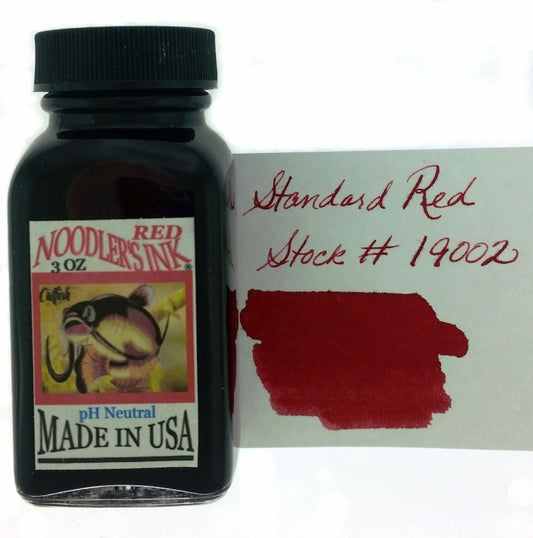 RED
NOODLER'S INK®
3 OZ
Catfish
pH Neutral
MADE IN USA
Standard Red
Stock # 19002